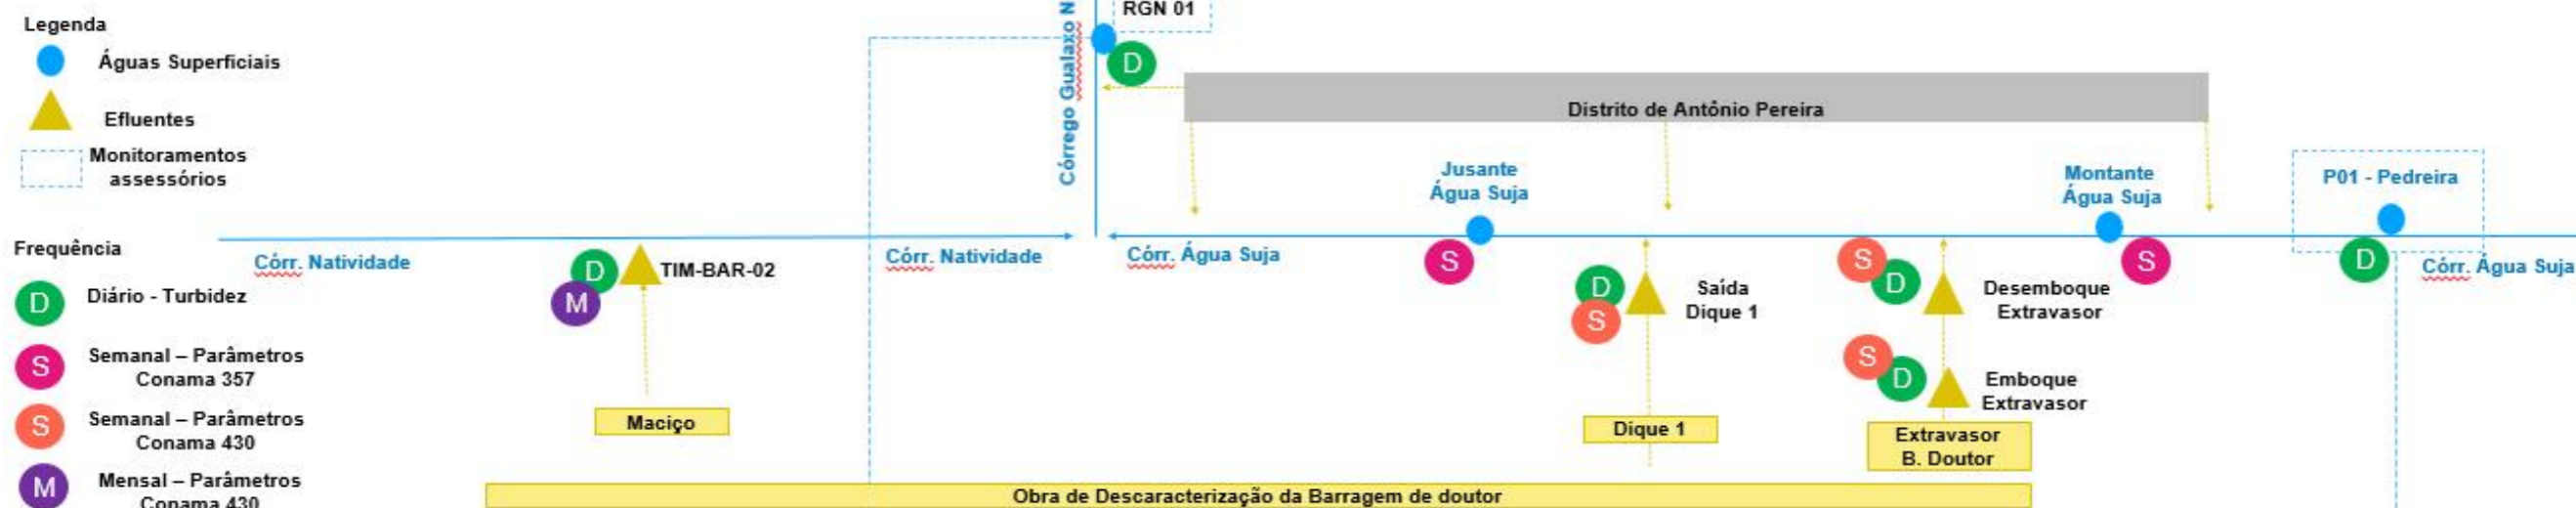 Legenda
Águas Superficiais
Efluentes
Monitoramentos
assessórios
Frequência
D
Diário - Turbidez
S
Semanal – Parâmetros
Conama 357
S
Semanal – Parâmetros
Conama 430
M
Mensal – Parâmetros
Conama 430
Córr. Natividade
D
M
TIM-BAR-02
Maciço
Córr. Natividade
Córrego Gualaxo N
RGN 01
D
Distrito de Antônio Pereira
Córr. Água Suja
Jusante
Água Suja
S
D
S
Saída
Dique 1
Dique 1
Montante
Água Suja
S
S
D
Desemboque
Extravasor
S
D
Emboque
Extravasor
Extravasor
B. Doutor
P01 - Pedreira
D
Córr. Água Suja
Obra de Descaracterização da Barragem de doutor